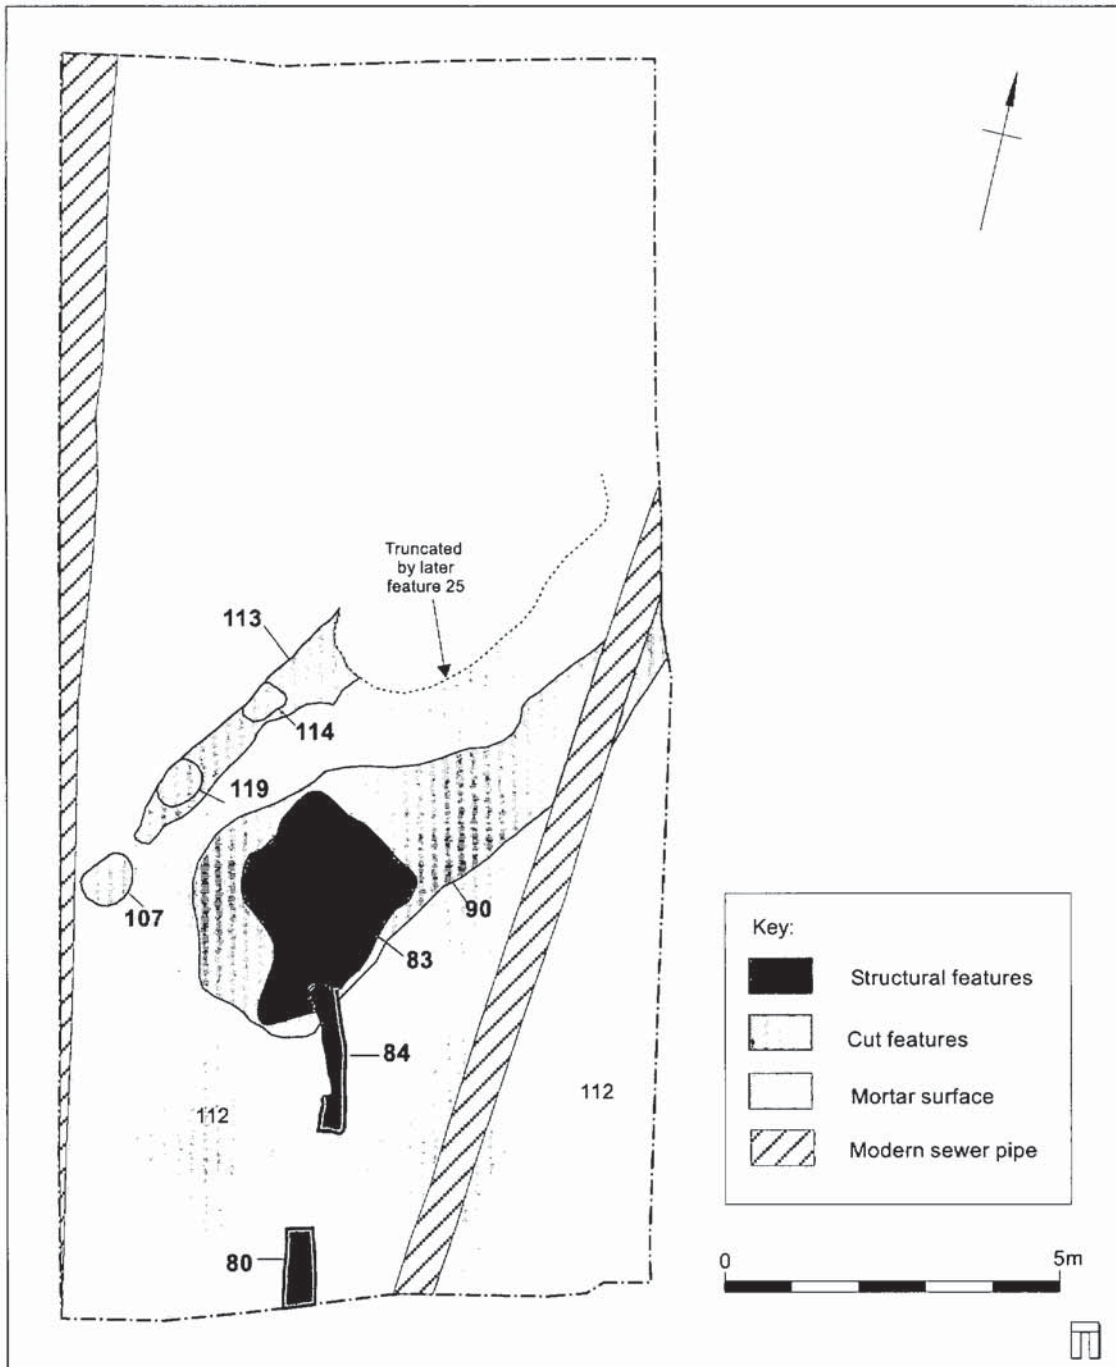 Truncated
by later
feature 25
113
114
119
107
90
83
84
112
112
80
Key:
Structural features
Cut features
Mortar surface
Modern sewer pipe
0 5m